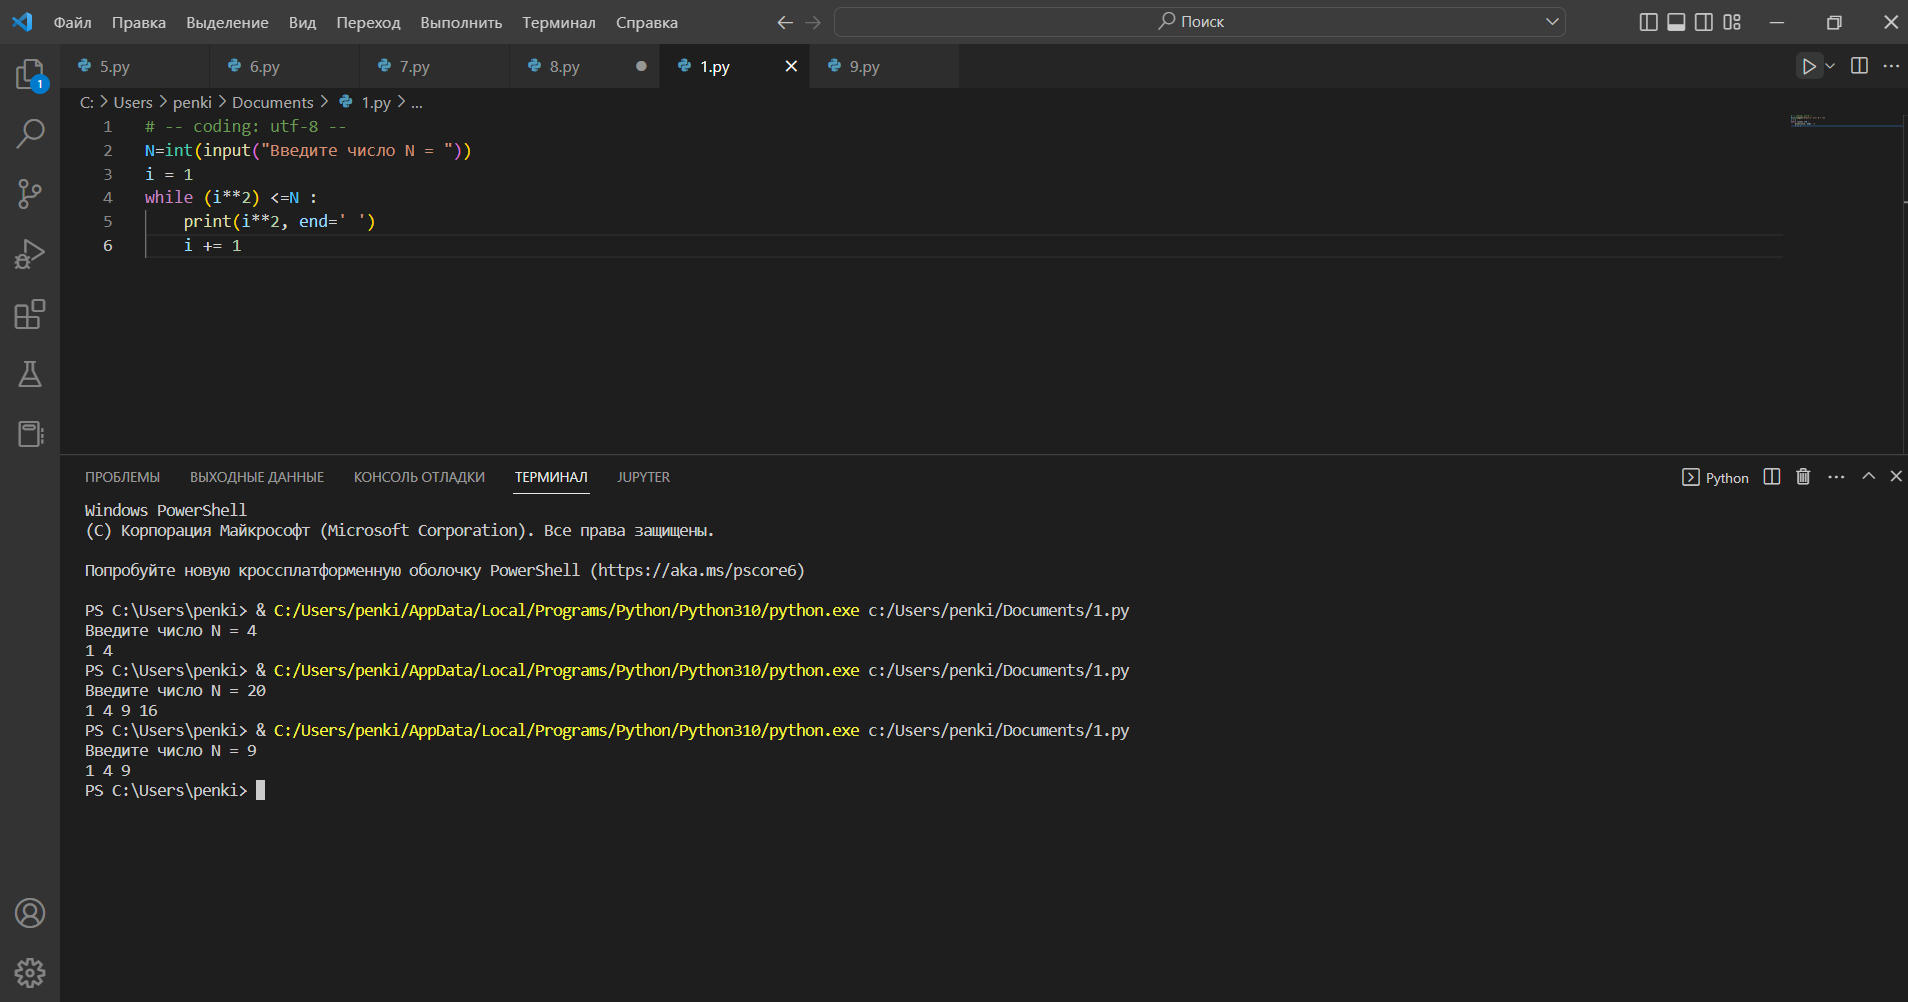 Файл Правка Выделение Вид Переход Выполнить Терминал Справка Поиск
5.py 6.py 7.py 8.py 1.py 9.py
1
C: > Users > penki > Documents > 1.py > ...
1 # -- coding: utf-8 --
2 N=int(input("Введите число N = "))
3 i = 1
4 while (i**2) <=N :
5 print(i**2, end=' ')
6 i += 1
ПРОБЛЕМЫ ВЫХОДНЫЕ ДАННЫЕ КОНСОЛЬ ОТЛАДКИ ТЕРМИНАЛ JUPYTER Python
Windows PowerShell
(C) Корпорация Майкрософт (Microsoft Corporation). Все права защищены.
Попробуйте новую кроссплатформенную оболочку PowerShell (https://aka.ms/pscore6)
PS C:\Users\penki> & C:/Users/penki/AppData/Local/Programs/Python/Python310/python.exe c:/Users/penki/Documents/1.py
Введите число N = 4
1 4
PS C:\Users\penki> & C:/Users/penki/AppData/Local/Programs/Python/Python310/python.exe c:/Users/penki/Documents/1.py
Введите число N = 20
1 4 9 16
PS C:\Users\penki> & C:/Users/penki/AppData/Local/Programs/Python/Python310/python.exe c:/Users/penki/Documents/1.py
Введите число N = 9
1 4 9
PS C:\Users\penki>